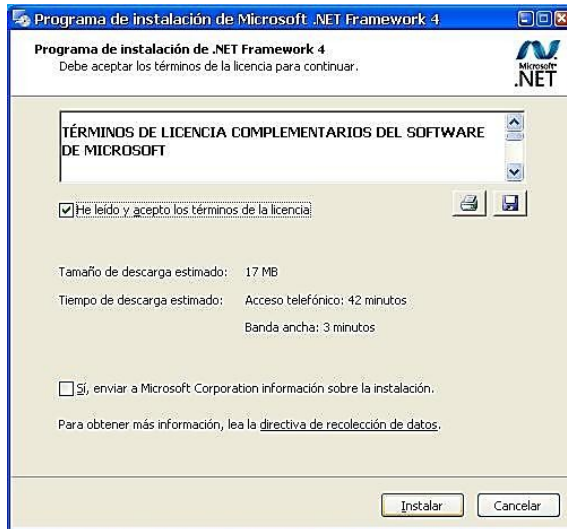 Programa de instalación de Microsoft .NET Framework 4
Programa de instalación de .NET Framework 4
Debe aceptar los términos de la licencia para continuar.
Microsoft
.NET
TÉRMINOS DE LICENCIA COMPLEMENTARIOS DEL SOFTWARE
DE MICROSOFT
He leído y acepto los términos de la licencia
Tamaño de descarga estimado: 17 MB
Tiempo de descarga estimado: Acceso telefónico: 42 minutos
Banda ancha: 3 minutos
Sí, enviar a Microsoft Corporation información sobre la instalación.
Para obtener más información, lea la directiva de recolección de datos.
Instalar Cancelar